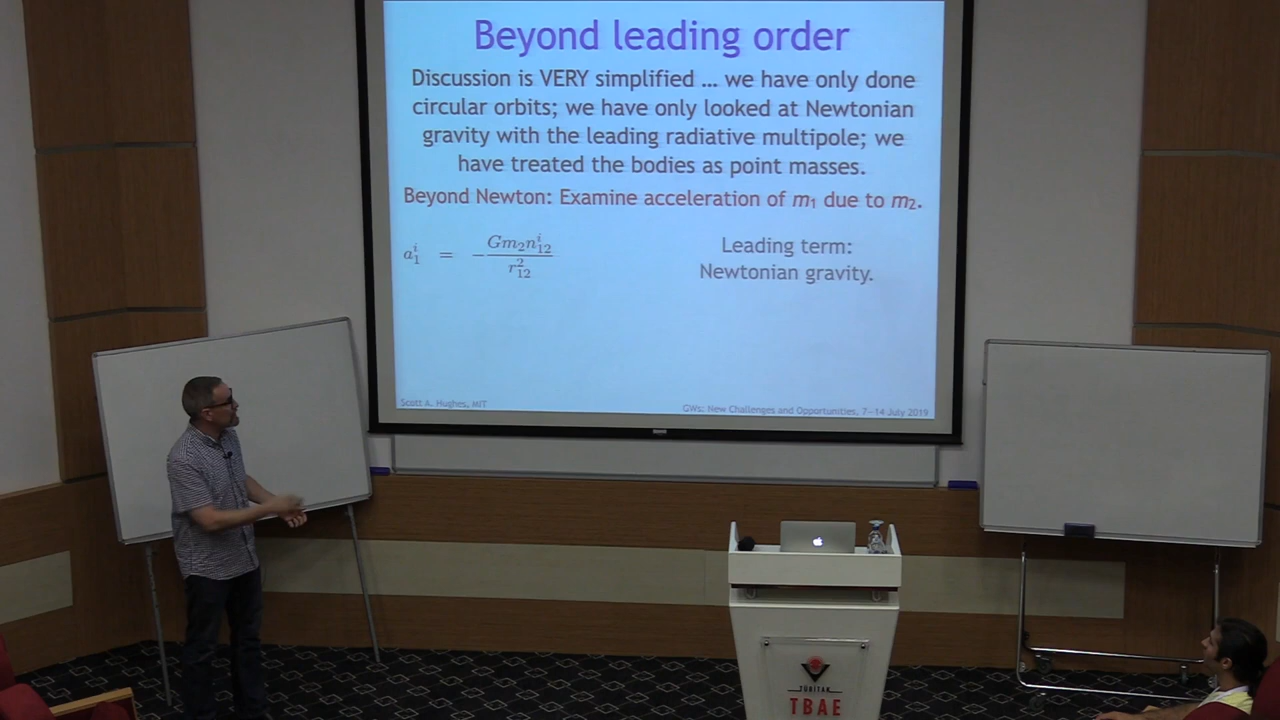 Beyond leading order
Discussion is VERY simplified … we have only done
circular orbits; we have only looked at Newtonian
gravity with the leading radiative multipole; we
have treated the bodies as point masses.
Beyond Newton: Examine acceleration of m₁ due to m₂.
a₁ⁱ = −Gm₂n₁₂ⁱ / r₁₂²
Leading term:
Newtonian gravity.
Scott A. Hughes, MIT
GWs: New Challenges and Opportunities, 7–14 July 2019
TÜBİTAK
TBAE